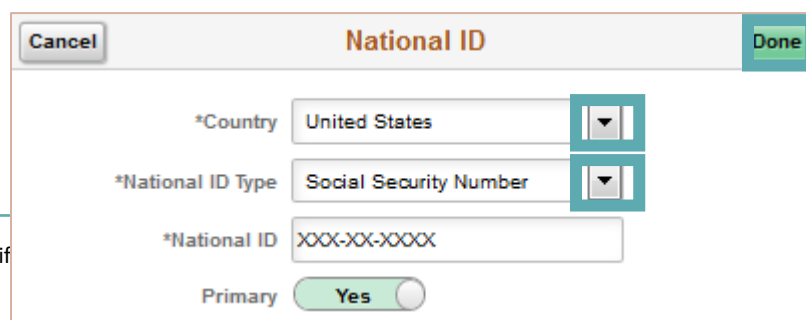 Cancel National ID Done
*Country United States
*National ID Type Social Security Number
*National ID XXX-XX-XXXX
if
Primary Yes